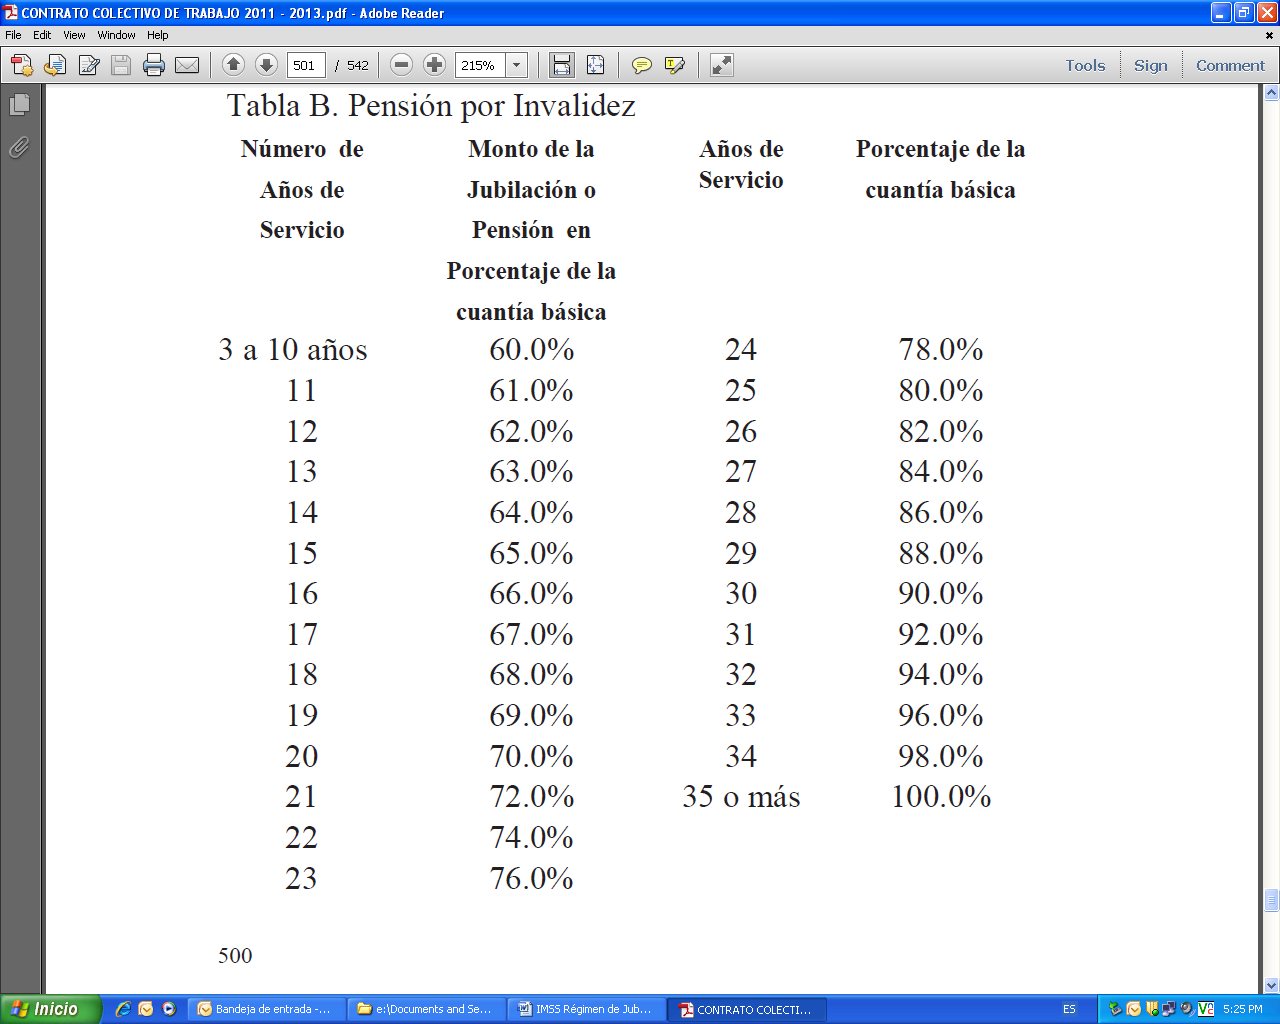 CONTRATO COLECTIVO DE TRABAJO 2011 - 2013.pdf - Adobe Reader
File Edit View Window Help
501 / 542 215% Tools Sign Comment
Tabla B. Pensión por Invalidez
Número de Años de Servicio Monto de la Jubilación o Pensión en Porcentaje de la cuantía básica Años de Servicio Porcentaje de la cuantía básica
3 a 10 años 60.0% 24 78.0%
11 61.0% 25 80.0%
12 62.0% 26 82.0%
13 63.0% 27 84.0%
14 64.0% 28 86.0%
15 65.0% 29 88.0%
16 66.0% 30 90.0%
17 67.0% 31 92.0%
18 68.0% 32 94.0%
19 69.0% 33 96.0%
20 70.0% 34 98.0%
21 72.0% 35 o más 100.0%
22 74.0%
23 76.0%
500
Inicio Bandeja de entrada -... e:\Documents and Se... IMSS Régimen de Jub... CONTRATO COLECTI... ES 5:25 PM